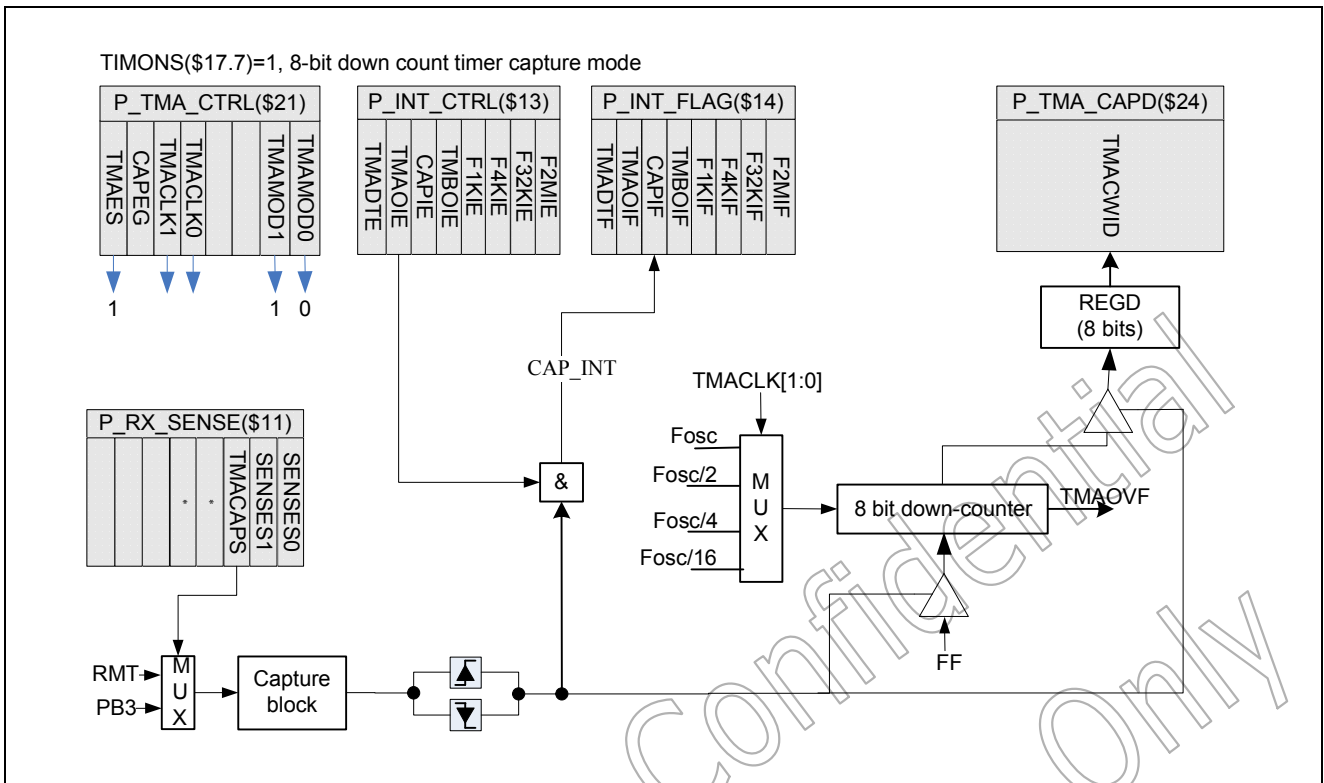 TIMONS($17.7)=1, 8-bit down count timer capture mode
P_TMA_CTRL($21)
TMAES
CAPEG
TMACLK1
TMACLK0
TMAMOD1
TMAMOD0
1
1
0
P_INT_CTRL($13)
TMADTE
TMAOIE
CAPIE
TMBOIE
F1KIE
F4KIE
F32KIE
F2MIE
P_INT_FLAG($14)
TMADTF
TMAOIF
CAPIF
TMBOIF
F1KIF
F4KIF
F32KIF
F2MIF
P_TMA_CAPD($24)
TMACWID
REGD
(8 bits)
CAP_INT
TMACLK[1:0]
P_RX_SENSE($11)
*
*
TMACAPS
SENSES1
SENSES0
Fosc
Fosc/2
Fosc/4
Fosc/16
MUX
&
8 bit down-counter
TMAOVF
FF
RMT
PB3
MUX
Capture
block
Confidential
Only